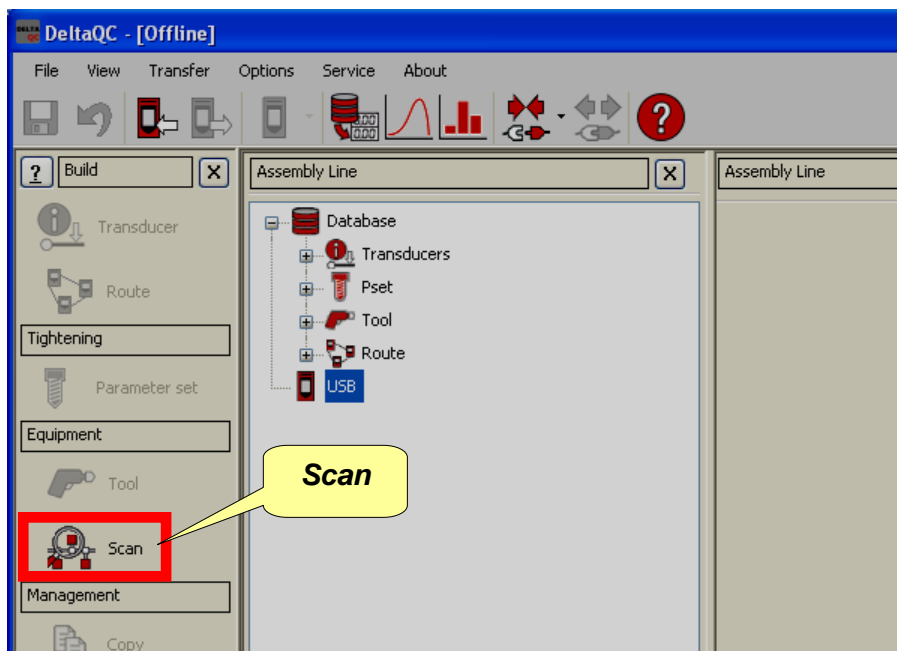 DeltaQC - [Offline]
File View Transfer Options Service About
? Build X
Assembly Line X
Assembly Line
Transducer
Route
Tightening
Parameter set
Equipment
Tool
Scan
Management
Copy
Database
Transducers
Pset
Tool
Route
USB
Scan